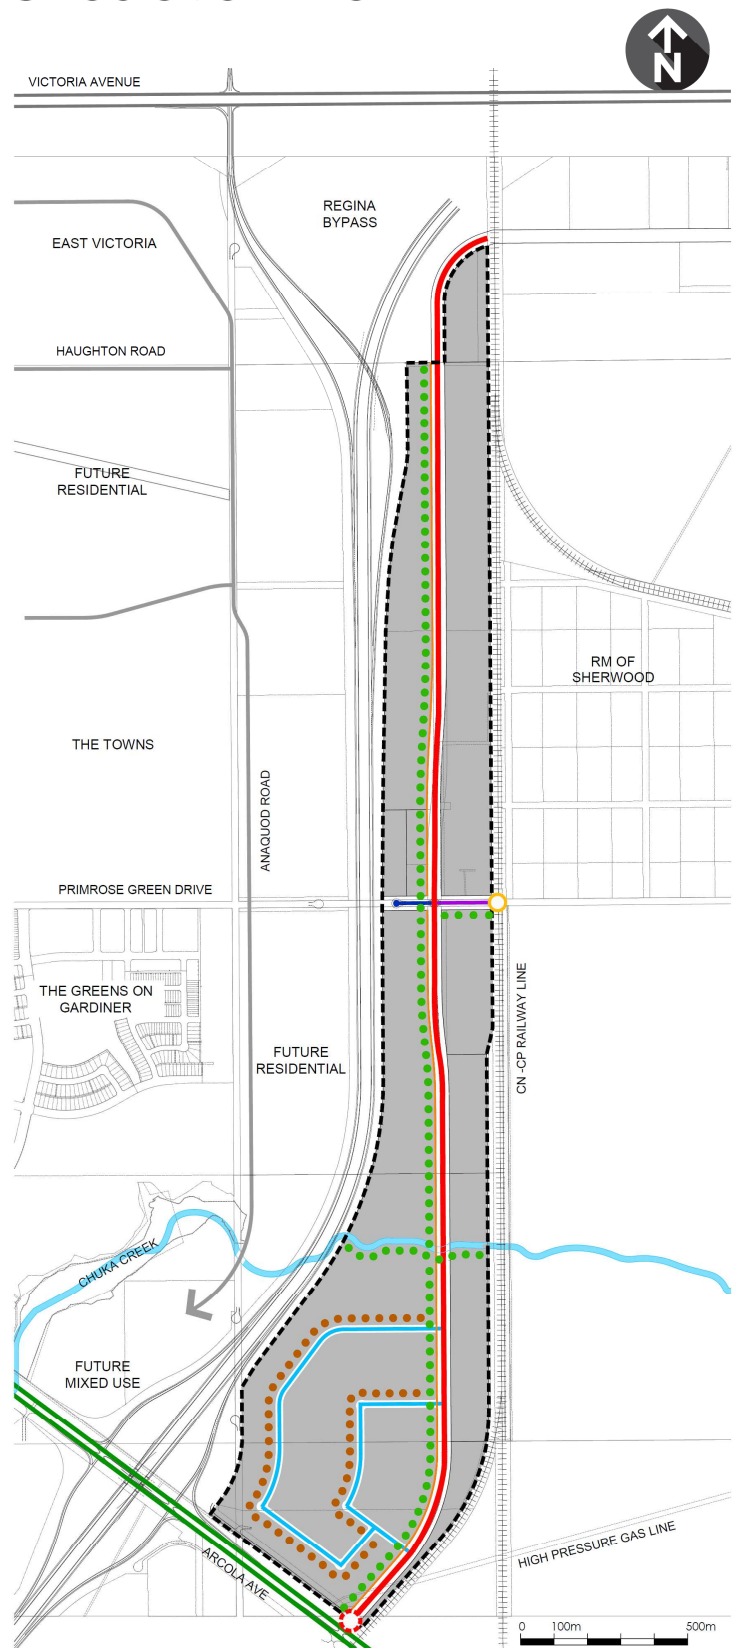 N
VICTORIA AVENUE
REGINA
BYPASS
EAST VICTORIA
HAUGHTON ROAD
FUTURE
RESIDENTIAL
RM OF
SHERWOOD
THE TOWNS
ANAQUOD ROAD
PRIMROSE GREEN DRIVE
THE GREENS ON
GARDINER
CN -CP RAILWAY LINE
FUTURE
RESIDENTIAL
CHUKA CREEK
FUTURE
MIXED USE
ARCOLA AVE
HIGH PRESSURE GAS LINE
0 100m 500m